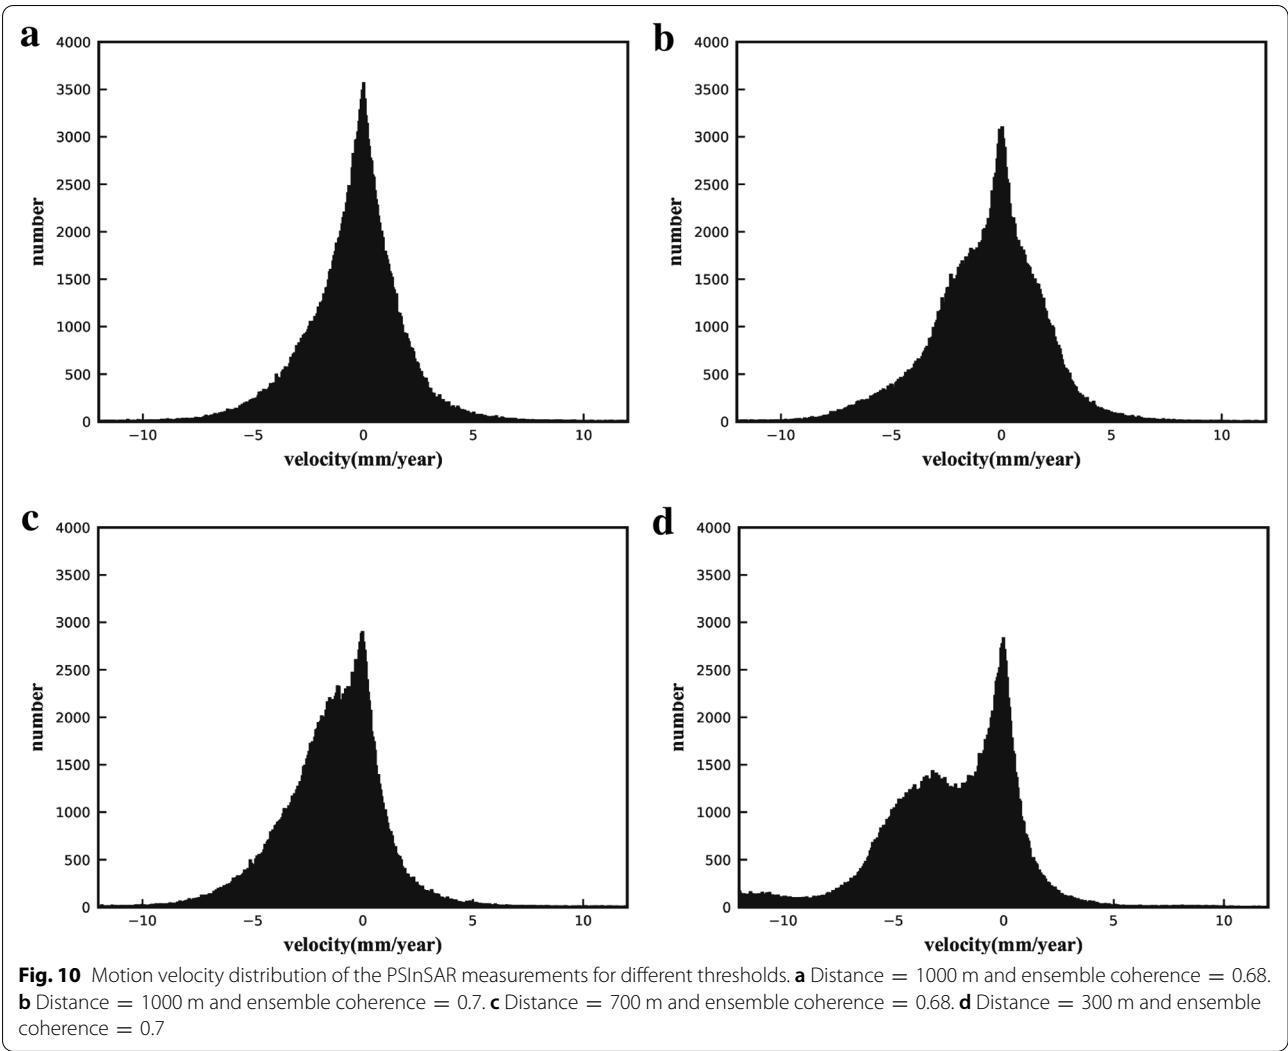 a
4000
3500
3000
2500
2000
1500
1000
500
0
number
−10 −5 0 5 10
velocity(mm/year)
b
4000
3500
3000
2500
2000
1500
1000
500
0
number
−10 −5 0 5 10
velocity(mm/year)
c
4000
3500
3000
2500
2000
1500
1000
500
0
number
−10 −5 0 5 10
velocity(mm/year)
d
4000
3500
3000
2500
2000
1500
1000
500
0
number
−10 −5 0 5 10
velocity(mm/year)
Fig. 10 Motion velocity distribution of the PSInSAR measurements for different thresholds. a Distance = 1000 m and ensemble coherence = 0.68.
b Distance = 1000 m and ensemble coherence = 0.7. c Distance = 700 m and ensemble coherence = 0.68. d Distance = 300 m and ensemble
coherence = 0.7